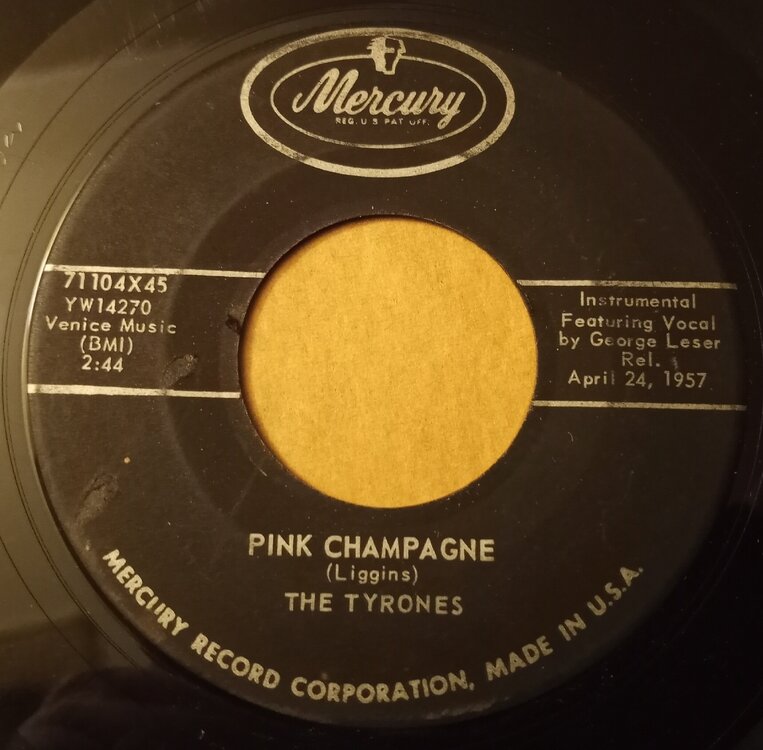 Mercury
REG. U S PAT OFF.
71104X45
YW14270
Venice Music
(BMI)
2:44
Instrumental
Featuring Vocal
by George Leser
Rel.
April 24, 1957
PINK CHAMPAGNE
(Liggins)
THE TYRONES
MERCURY RECORD CORPORATION, MADE IN U.S.A.